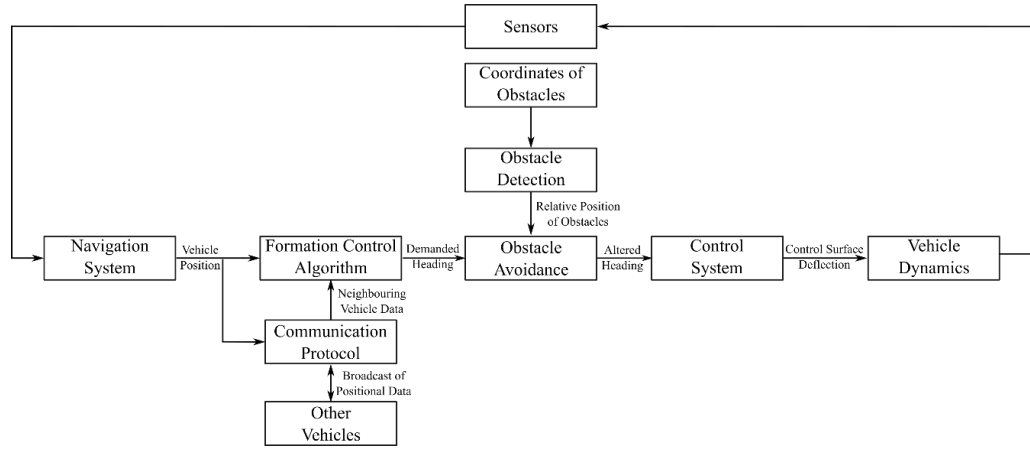 Sensors
Coordinates of
Obstacles
Obstacle
Detection
Relative Position
of Obstacles
Navigation
System
Vehicle
Position
Formation Control
Algorithm
Demanded
Heading
Obstacle
Avoidance
Altered
Heading
Control
System
Control Surface
Deflection
Vehicle
Dynamics
Neighbouring
Vehicle Data
Communication
Protocol
Broadcast of
Positional Data
Other
Vehicles